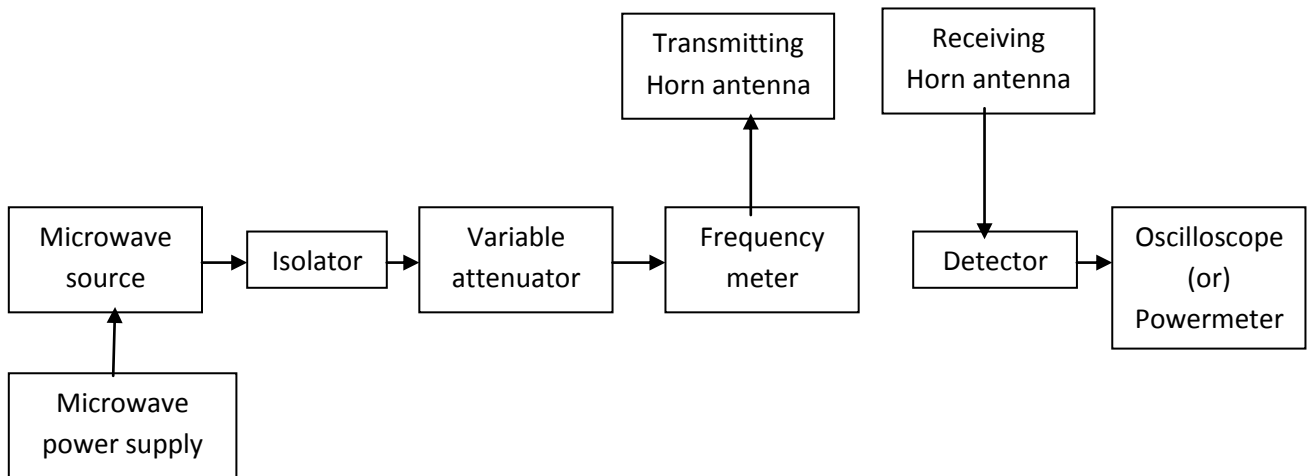 Transmitting
Horn antenna
Receiving
Horn antenna
Microwave
source
Isolator
Variable
attenuator
Frequency
meter
Detector
Oscilloscope
(or)
Powermeter
Microwave
power supply